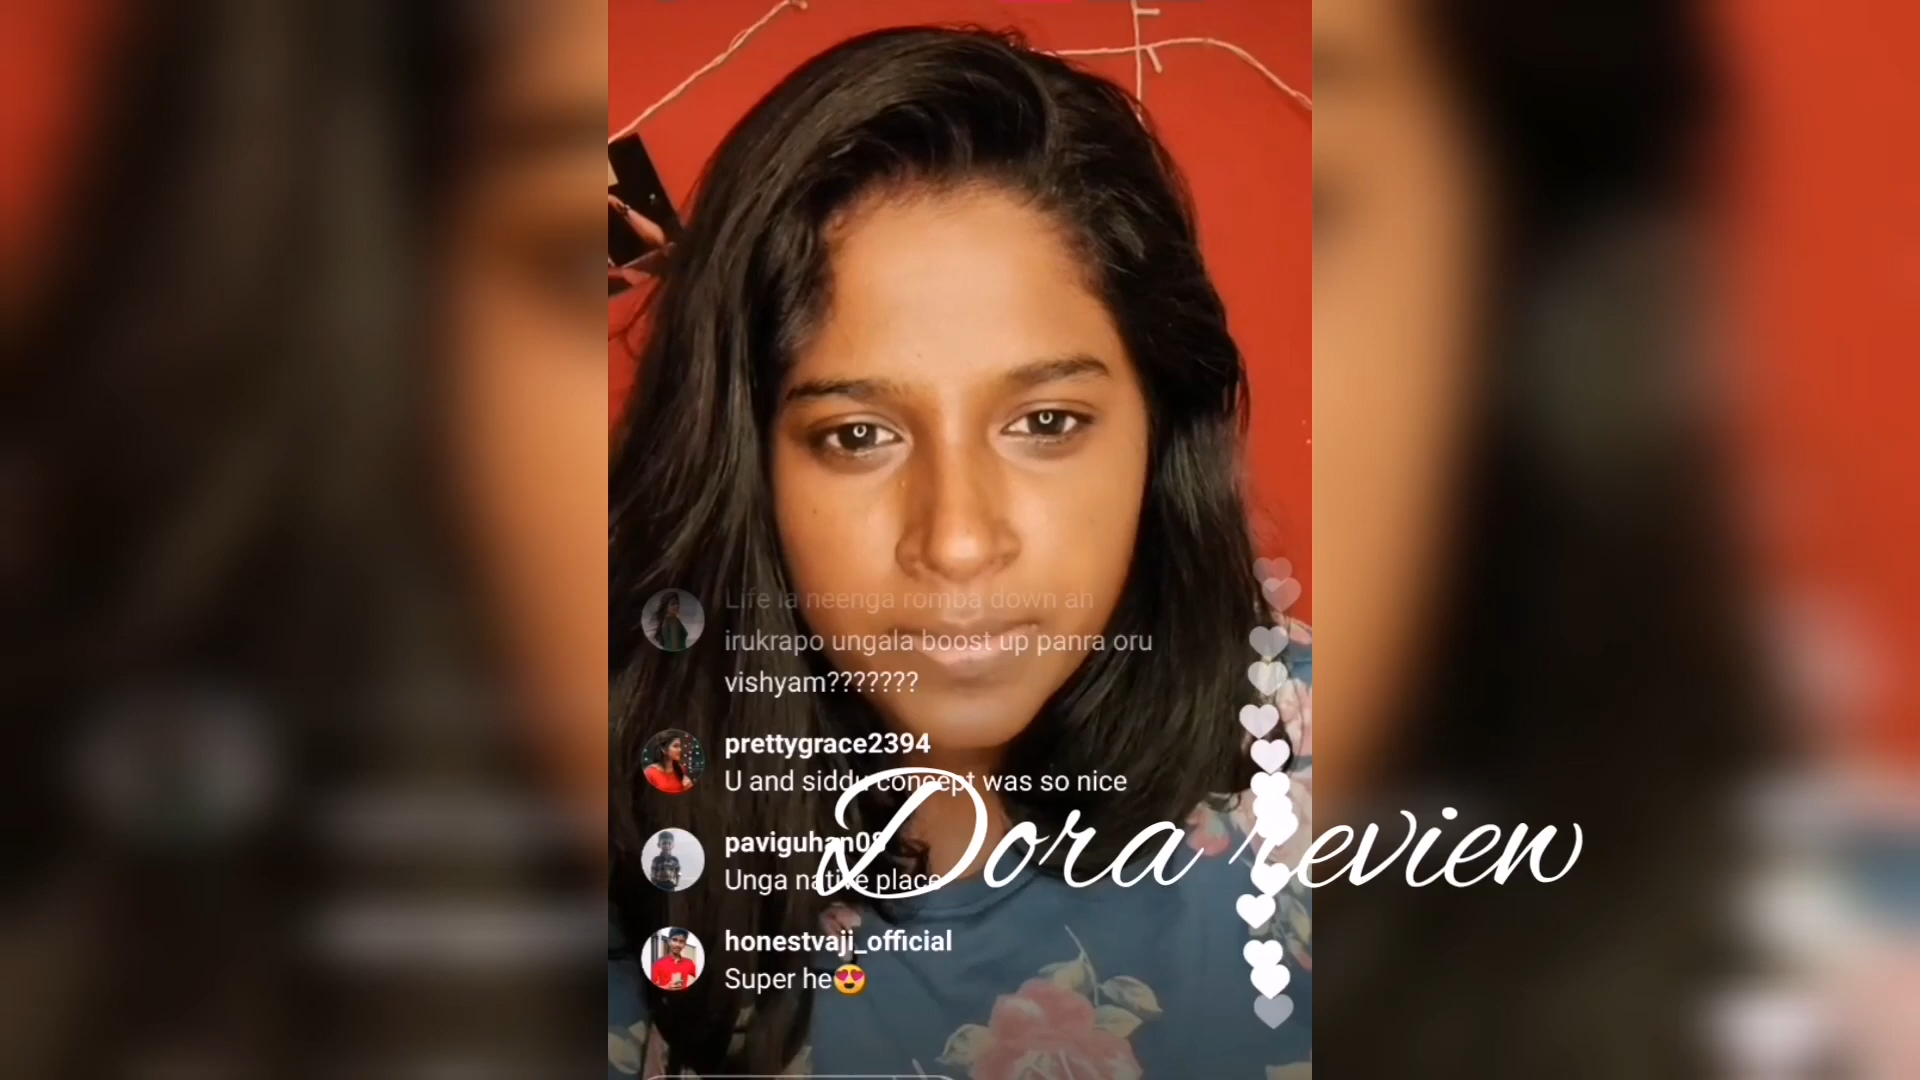 Life la neenga romba down ah
irukrapo ungala boost up panra oru
vishyam???????
prettygrace2394
U and siddu concept was so nice
paviguhan08
Unga native place
honestvaji_official
Super he😍
Dora review